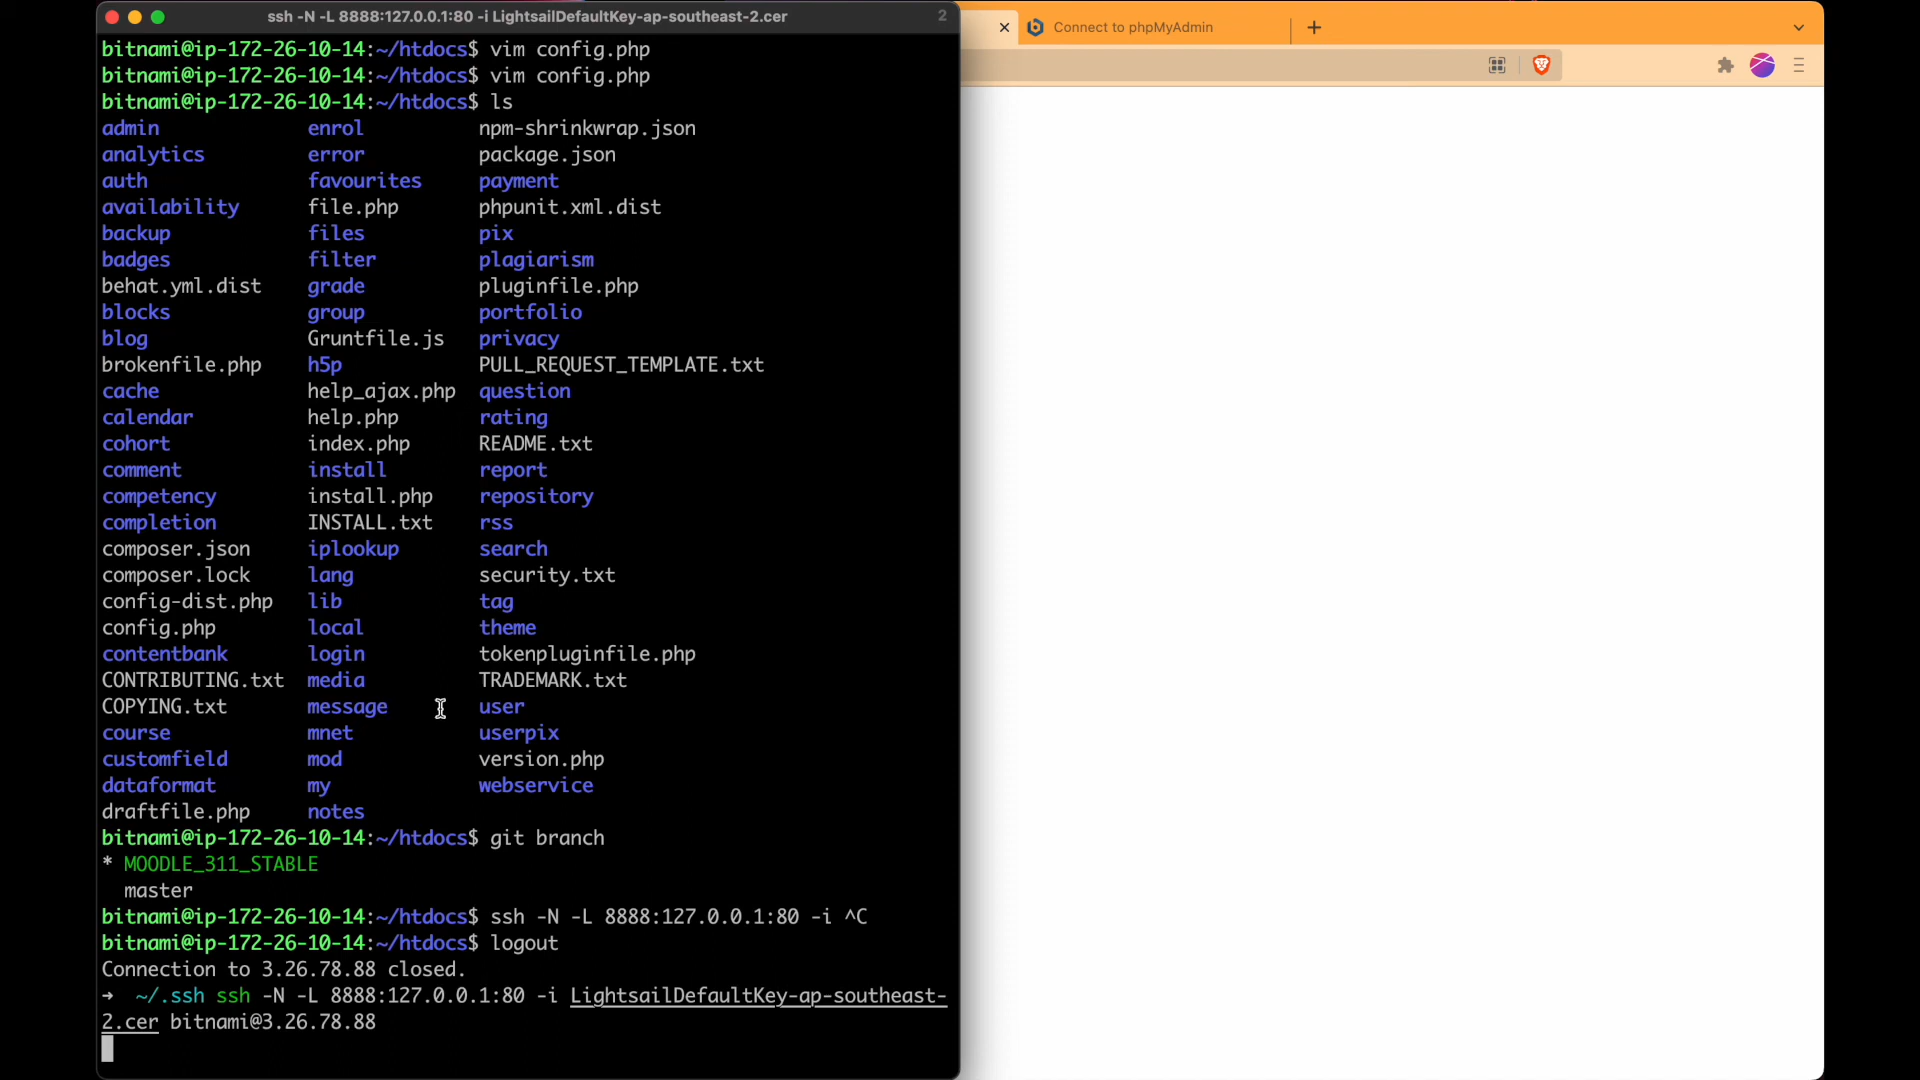 ssh -N -L 8888:127.0.0.1:80 -i LightsailDefaultKey-ap-southeast-2.cer
2
Connect to phpMyAdmin
bitnami@ip-172-26-10-14:~/htdocs$ vim config.php
bitnami@ip-172-26-10-14:~/htdocs$ vim config.php
bitnami@ip-172-26-10-14:~/htdocs$ ls
admin enrol npm-shrinkwrap.json
analytics error package.json
auth favourites payment
availability file.php phpunit.xml.dist
backup files pix
badges filter plagiarism
behat.yml.dist grade pluginfile.php
blocks group portfolio
blog Gruntfile.js privacy
brokenfile.php h5p PULL_REQUEST_TEMPLATE.txt
cache help_ajax.php question
calendar help.php rating
cohort index.php README.txt
comment install report
competency install.php repository
completion INSTALL.txt rss
composer.json iplookup search
composer.lock lang security.txt
config-dist.php lib tag
config.php local theme
contentbank login tokenpluginfile.php
CONTRIBUTING.txt media TRADEMARK.txt
COPYING.txt message user
course mnet userpix
customfield mod version.php
dataformat my webservice
draftfile.php notes
bitnami@ip-172-26-10-14:~/htdocs$ git branch
* MOODLE_311_STABLE
master
bitnami@ip-172-26-10-14:~/htdocs$ ssh -N -L 8888:127.0.0.1:80 -i ^C
bitnami@ip-172-26-10-14:~/htdocs$ logout
Connection to 3.26.78.88 closed.
➜ ~/.ssh ssh -N -L 8888:127.0.0.1:80 -i LightsailDefaultKey-ap-southeast-
2.cer bitnami@3.26.78.88